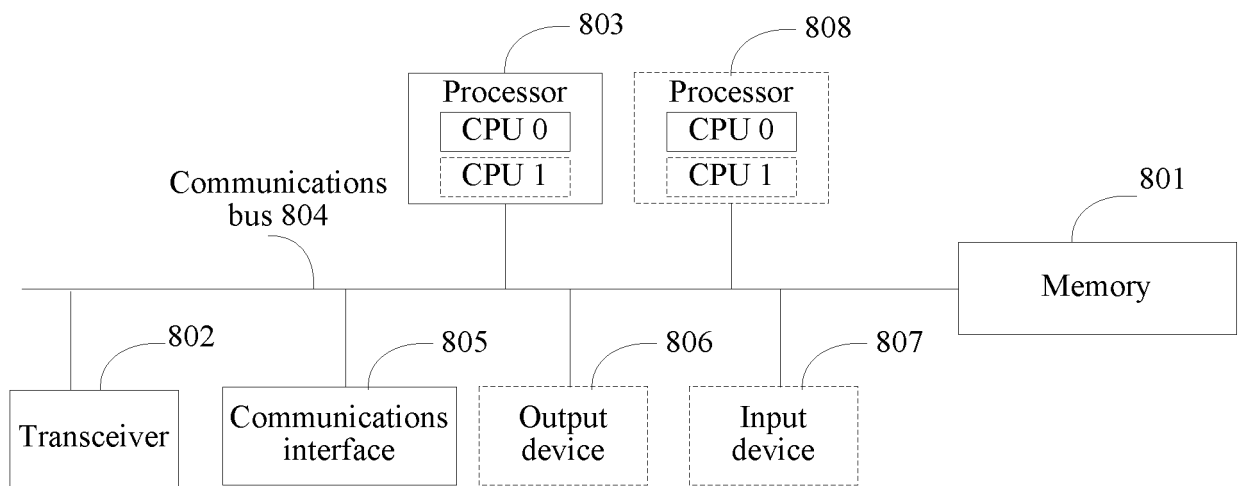 803
808
Processor
CPU 0
CPU 1
Processor
CPU 0
CPU 1
Communications
bus 804
801
Memory
802
Transceiver
805
Communications
interface
806
Output
device
807
Input
device